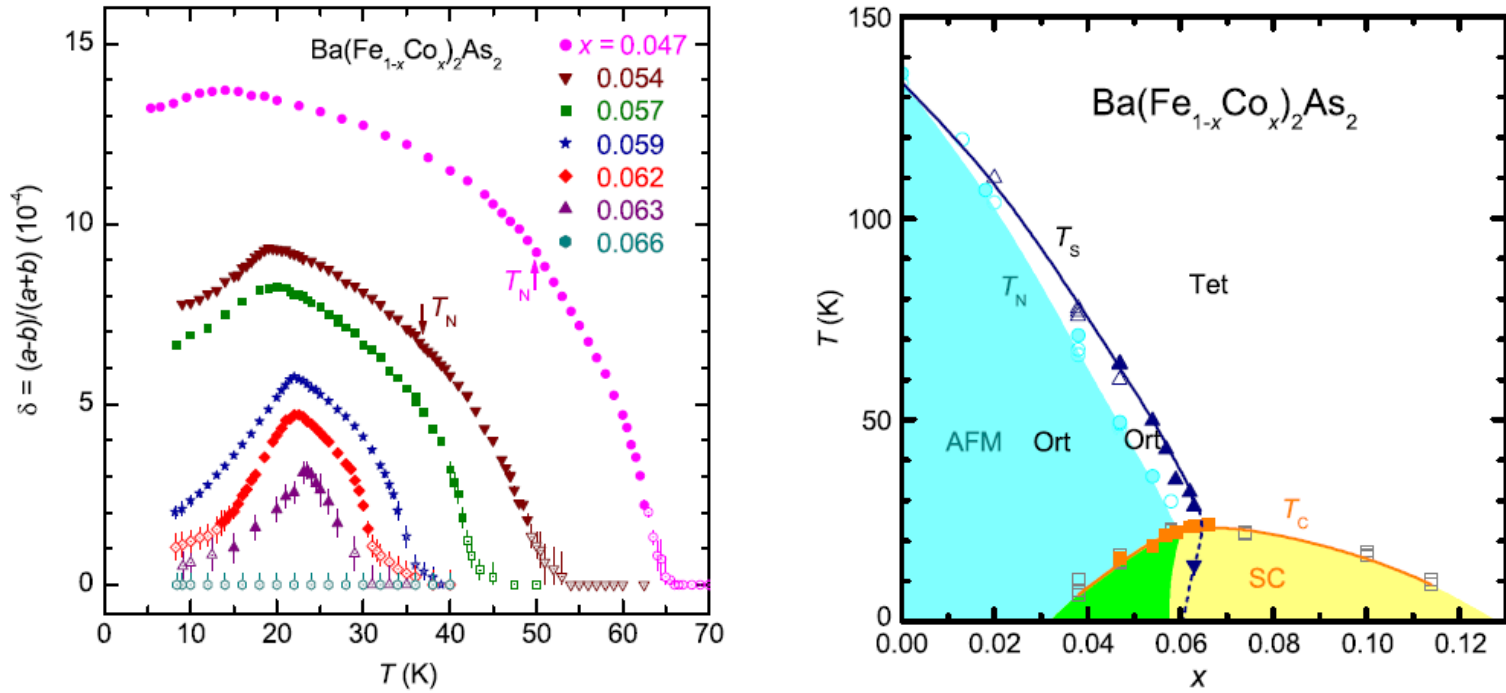 Ba(Fe1-xCox)2As2
x = 0.047
0.054
0.057
0.059
0.062
0.063
0.066
TN
TN
15
10
5
0
δ = (a-b)/(a+b) (10-4)
0 10 20 30 40 50 60 70
T (K)
Ba(Fe1-xCox)2As2
TS
TN
Tet
AFM Ort Ort
TC
SC
150
100
50
0
T (K)
0.00 0.02 0.04 0.06 0.08 0.10 0.12
x